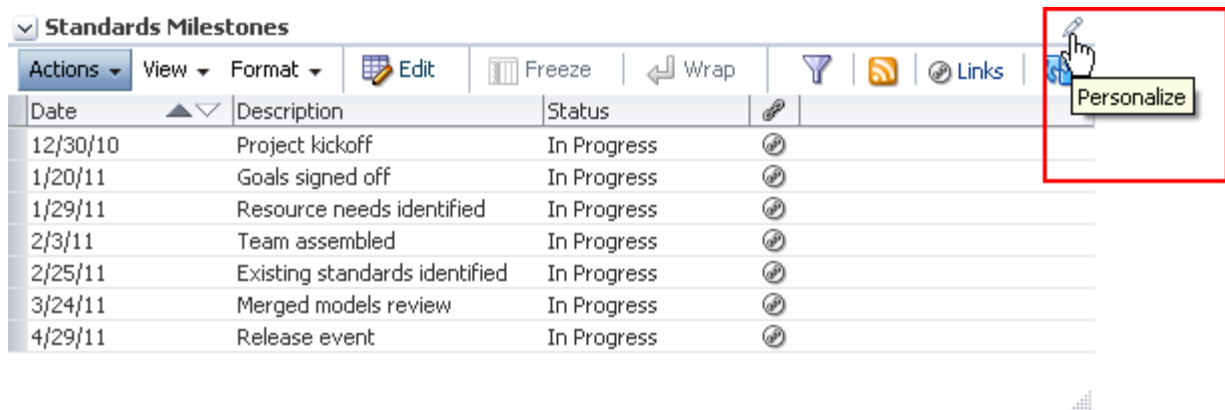 Standards Milestones
Actions View Format Edit Freeze Wrap Links
Personalize
Date Description Status
12/30/10 Project kickoff In Progress
1/20/11 Goals signed off In Progress
1/29/11 Resource needs identified In Progress
2/3/11 Team assembled In Progress
2/25/11 Existing standards identified In Progress
3/24/11 Merged models review In Progress
4/29/11 Release event In Progress